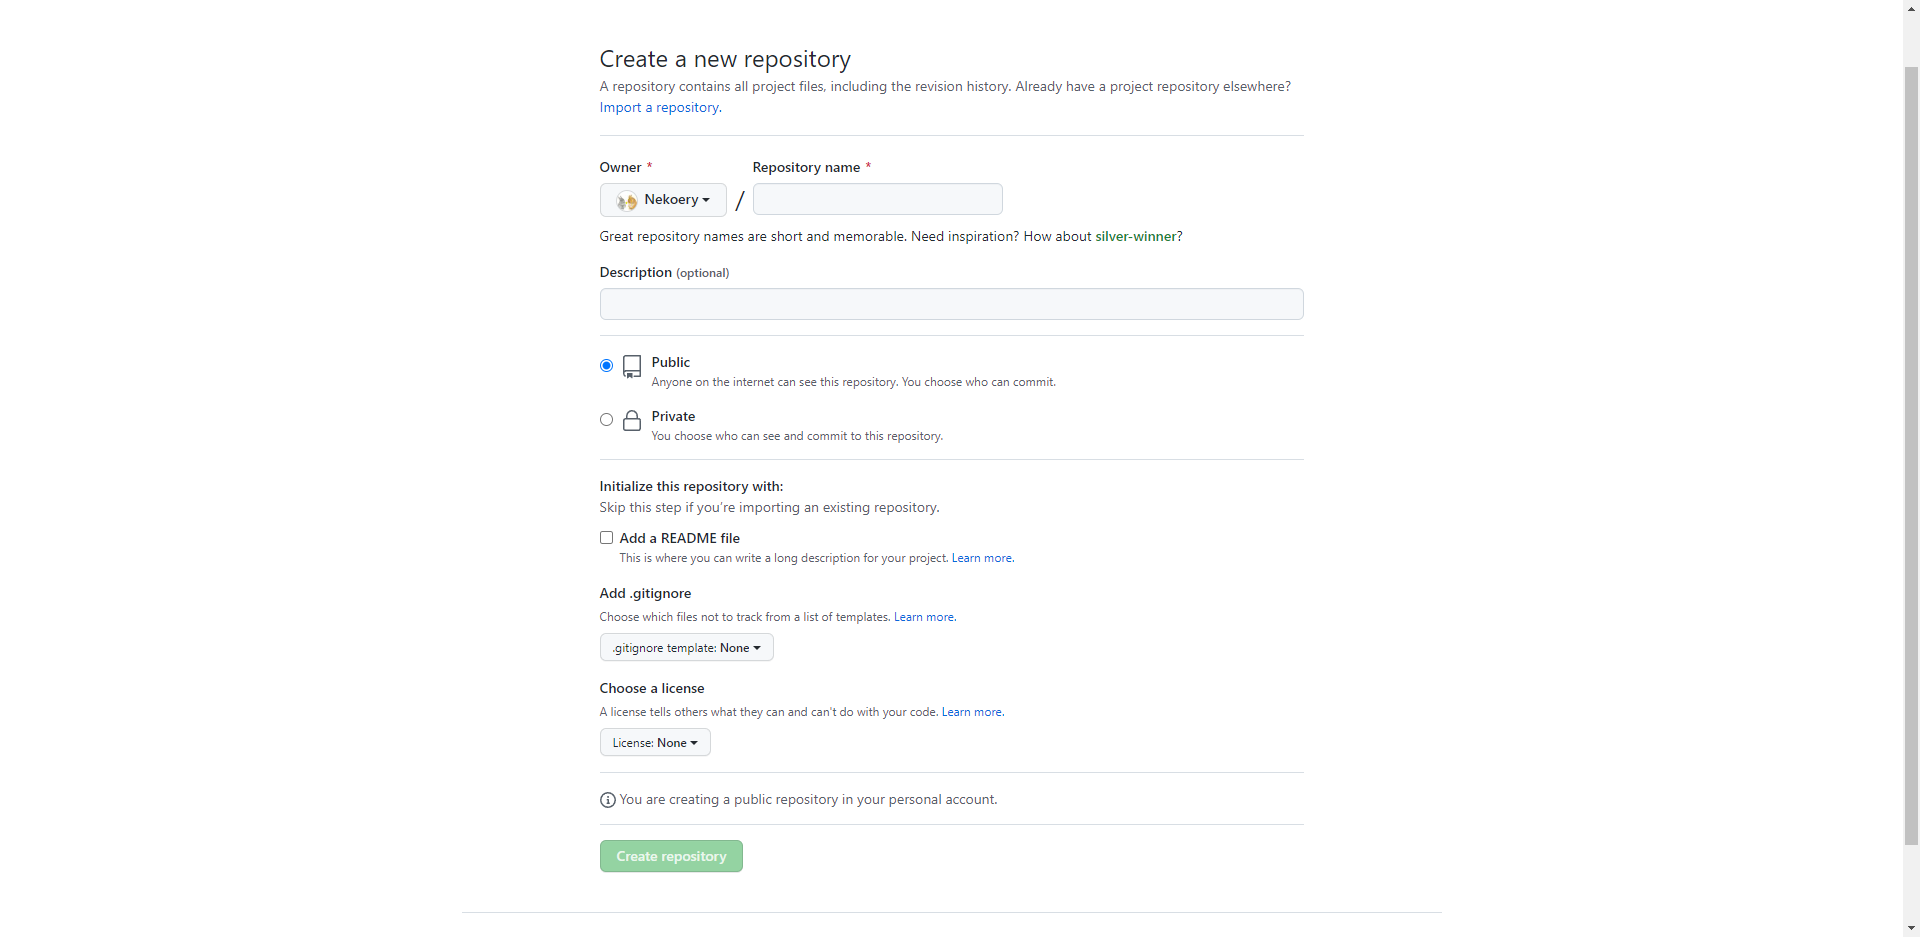 Create a new repository
A repository contains all project files, including the revision history. Already have a project repository elsewhere?
Import a repository.
Owner * Repository name *
Nekoery / 
Great repository names are short and memorable. Need inspiration? How about silver-winner?
Description (optional)
Public
Anyone on the internet can see this repository. You choose who can commit.
Private
You choose who can see and commit to this repository.
Initialize this repository with:
Skip this step if you're importing an existing repository.
Add a README file
This is where you can write a long description for your project. Learn more.
Add .gitignore
Choose which files not to track from a list of templates. Learn more.
.gitignore template: None
Choose a license
A license tells others what they can and can't do with your code. Learn more.
License: None
You are creating a public repository in your personal account.
Create repository